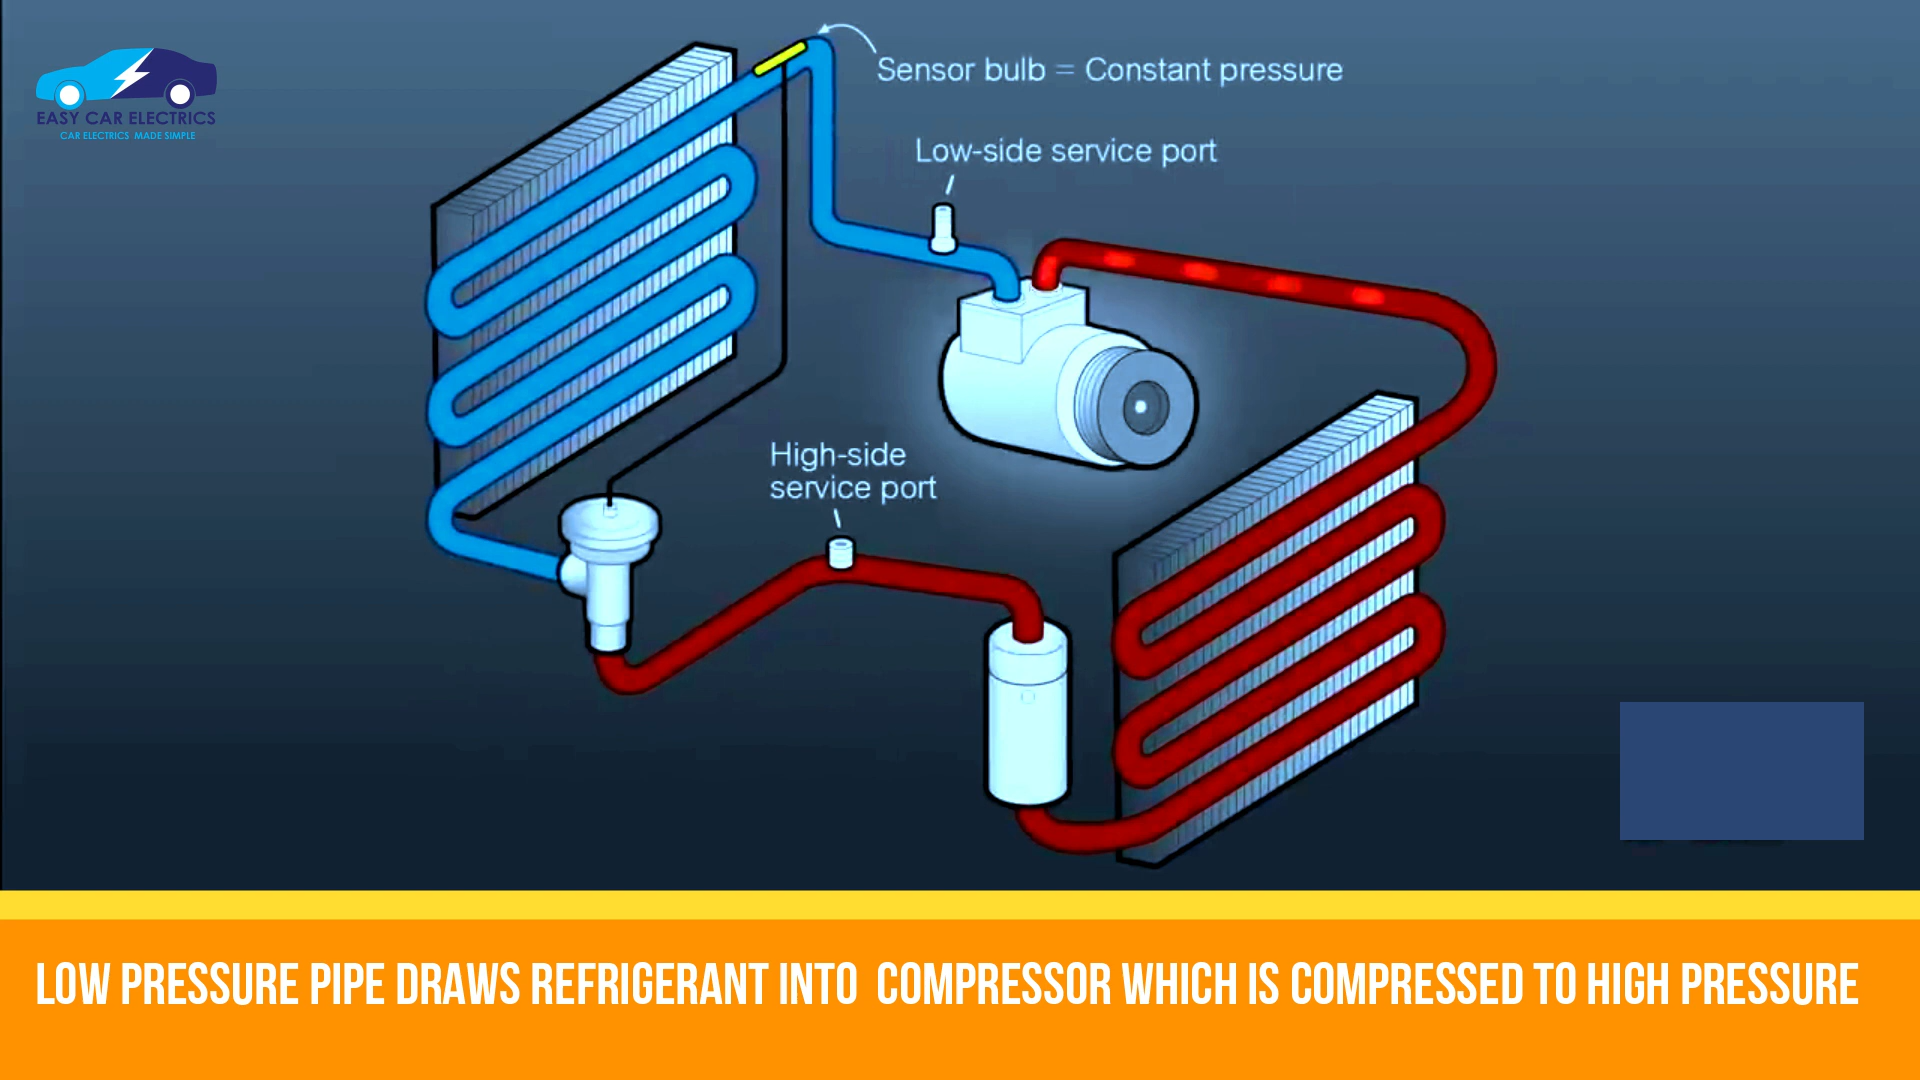 EASY CAR ELECTRICS
CAR ELECTRICS MADE SIMPLE
Sensor bulb = Constant pressure
Low-side service port
High-side
service port
LOW PRESSURE PIPE DRAWS REFRIGERANT INTO COMPRESSOR WHICH IS COMPRESSED TO HIGH PRESSURE